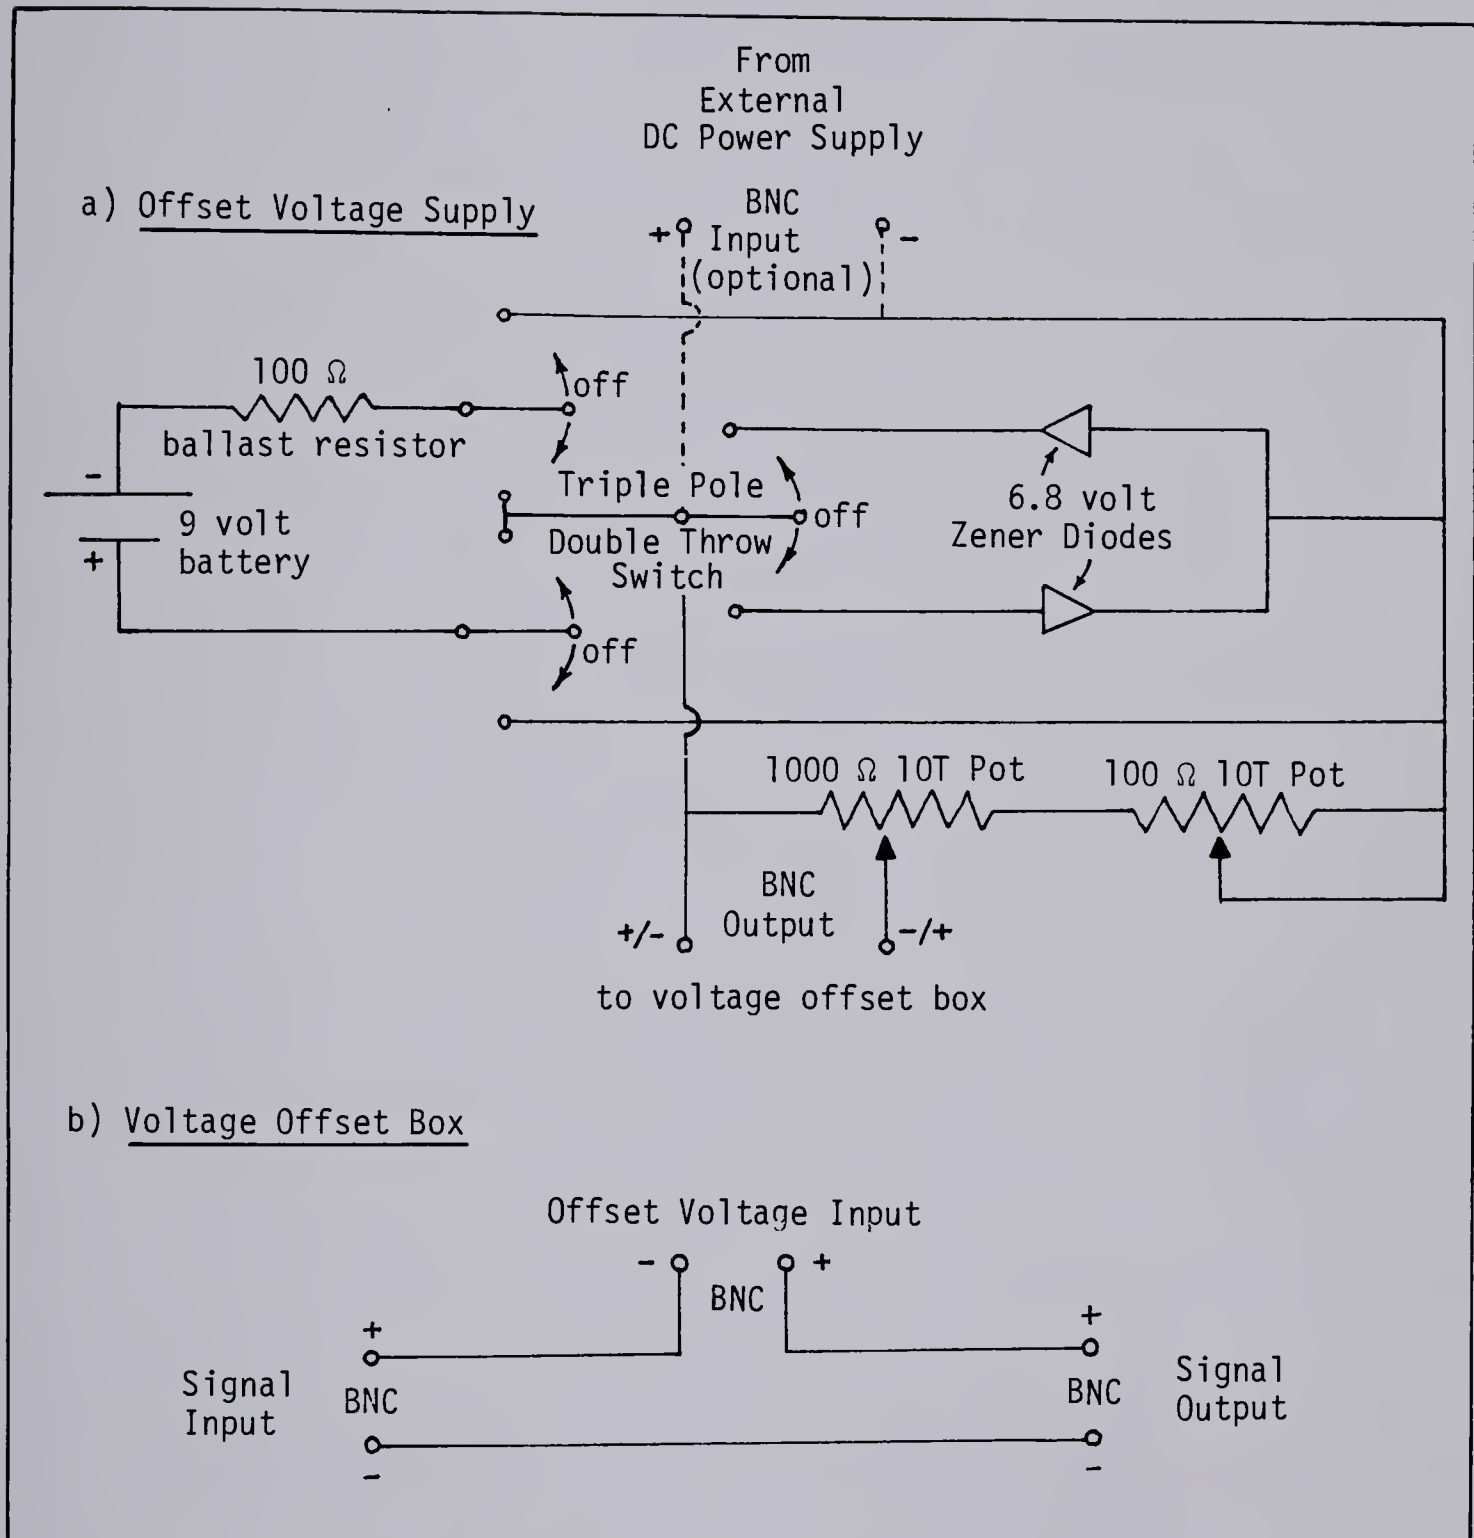 From
External
DC Power Supply
a) Offset Voltage Supply
BNC
+ Input -
(optional)
100 Ω
off
ballast resistor
-
Triple Pole
6.8 volt
9 volt
off
Double Throw
Zener Diodes
+
battery
Switch
off
1000 Ω 10T Pot
100 Ω 10T Pot
BNC
Output
+/-
-/+
to voltage offset box
b) Voltage Offset Box
Offset Voltage Input
- +
BNC
+
+
Signal
Input
BNC
BNC
Signal
Output
-
-